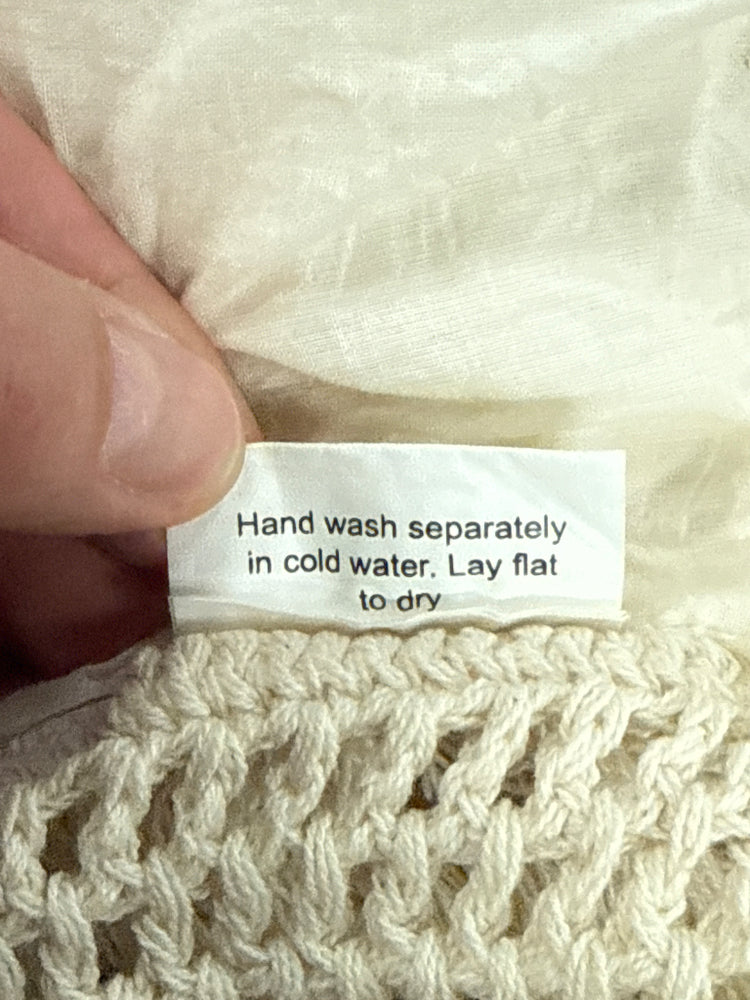 Hand wash separately
in cold water. Lay flat
to dry